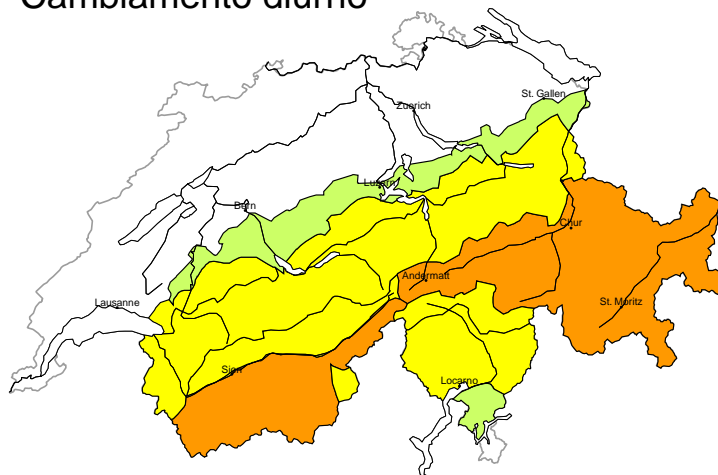 Cambiamento diurno
St. Gallen
Zuerich
Luzern
Bern
Chur
Andermatt
Lausanne
St. Moritz
Sion
Locarno